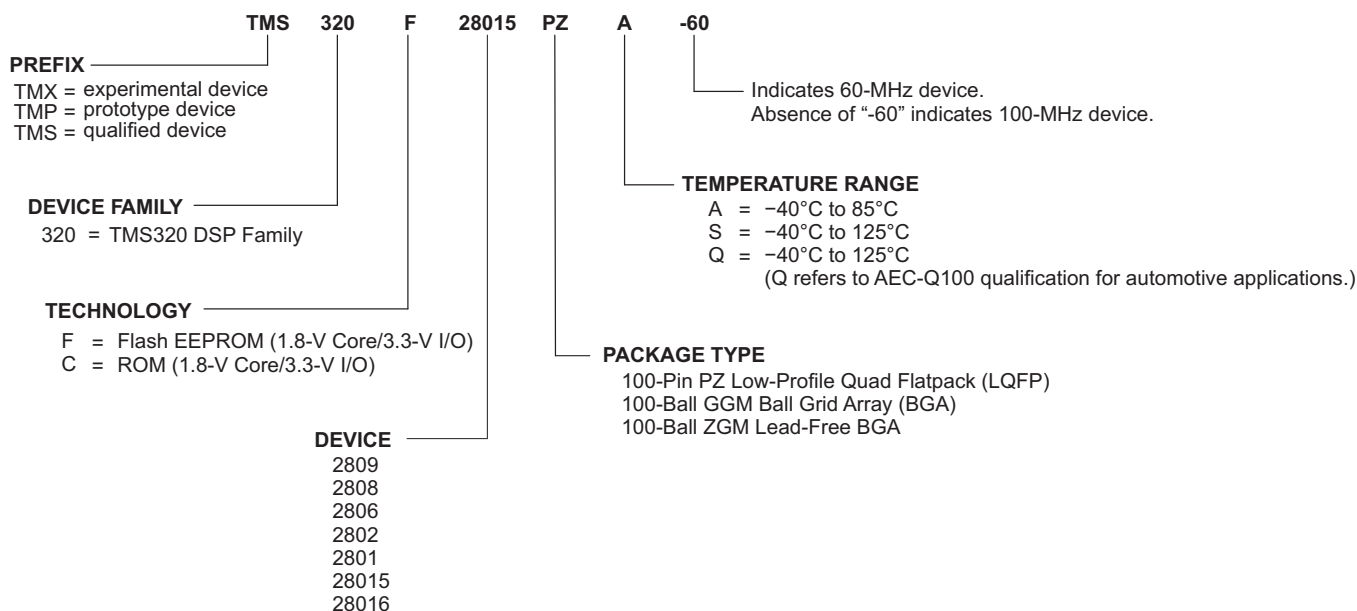 TMS 320 F 28015 PZ A -60
PREFIX
TMX = experimental device
TMP = prototype device
TMS = qualified device
Indicates 60-MHz device.
Absence of “-60” indicates 100-MHz device.
DEVICE FAMILY
320 = TMS320 DSP Family
TEMPERATURE RANGE
A = −40°C to 85°C
S = −40°C to 125°C
Q = −40°C to 125°C
(Q refers to AEC-Q100 qualification for automotive applications.)
TECHNOLOGY
F = Flash EEPROM (1.8-V Core/3.3-V I/O)
C = ROM (1.8-V Core/3.3-V I/O)
PACKAGE TYPE
100-Pin PZ Low-Profile Quad Flatpack (LQFP)
100-Ball GGM Ball Grid Array (BGA)
100-Ball ZGM Lead-Free BGA
DEVICE
2809
2808
2806
2802
2801
28015
28016